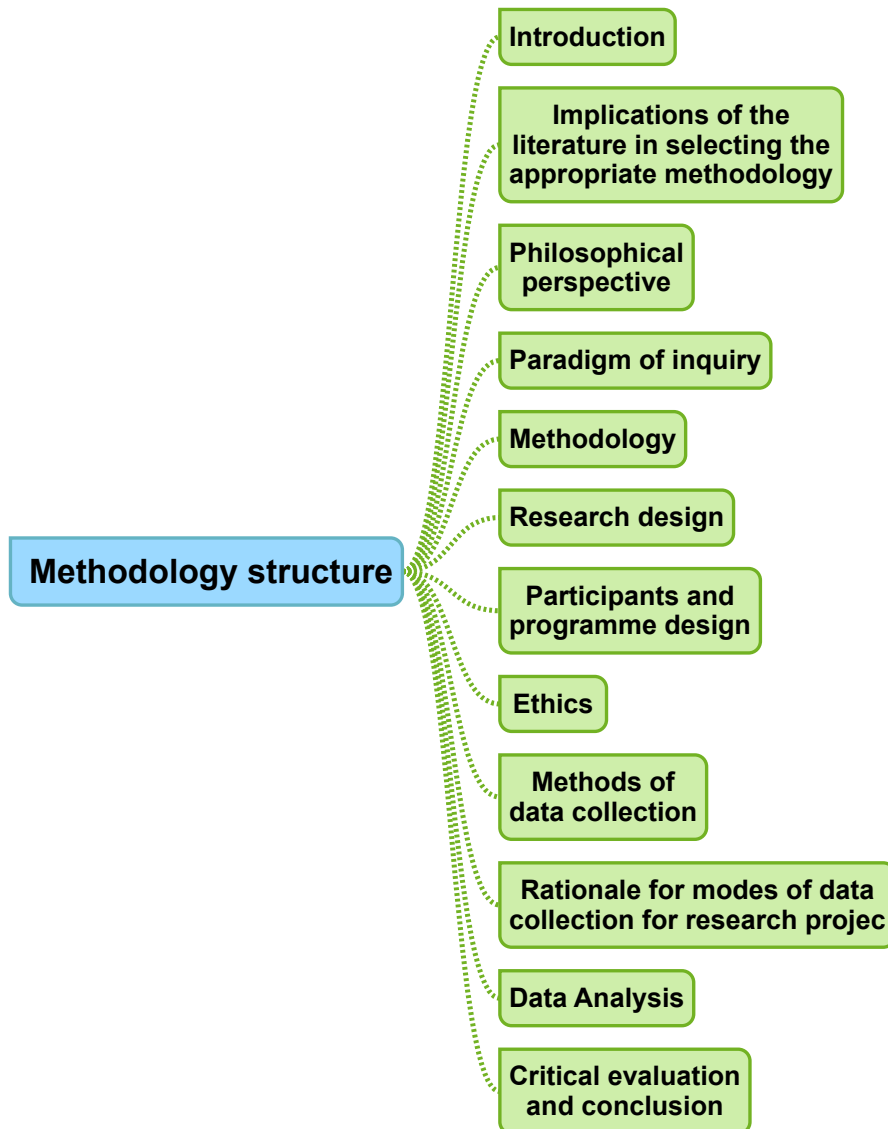 Introduction
Implications of the
literature in selecting the
appropriate methodology
Philosophical
perspective
Paradigm of inquiry
Methodology
Research design
Methodology structure
Participants and
programme design
Ethics
Methods of
data collection
Rationale for modes of data
collection for research projec
Data Analysis
Critical evaluation
and conclusion